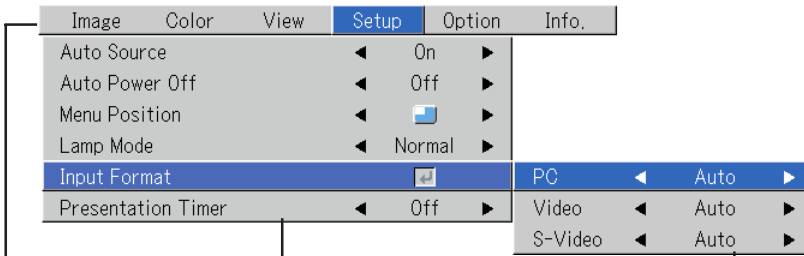 Image Color View Setup Option Info.
Auto Source On
Auto Power Off Off
Menu Position
Lamp Mode Normal
Input Format PC Auto
Presentation Timer Off Video Auto
S-Video Auto